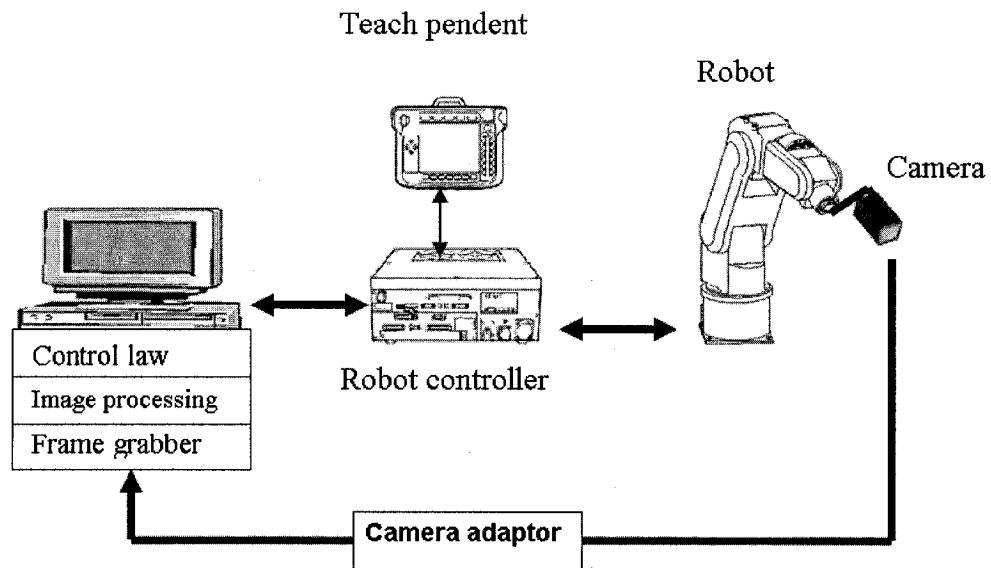 Teach pendent
Robot
Camera
Robot controller
Control law
Image processing
Frame grabber
Camera adaptor